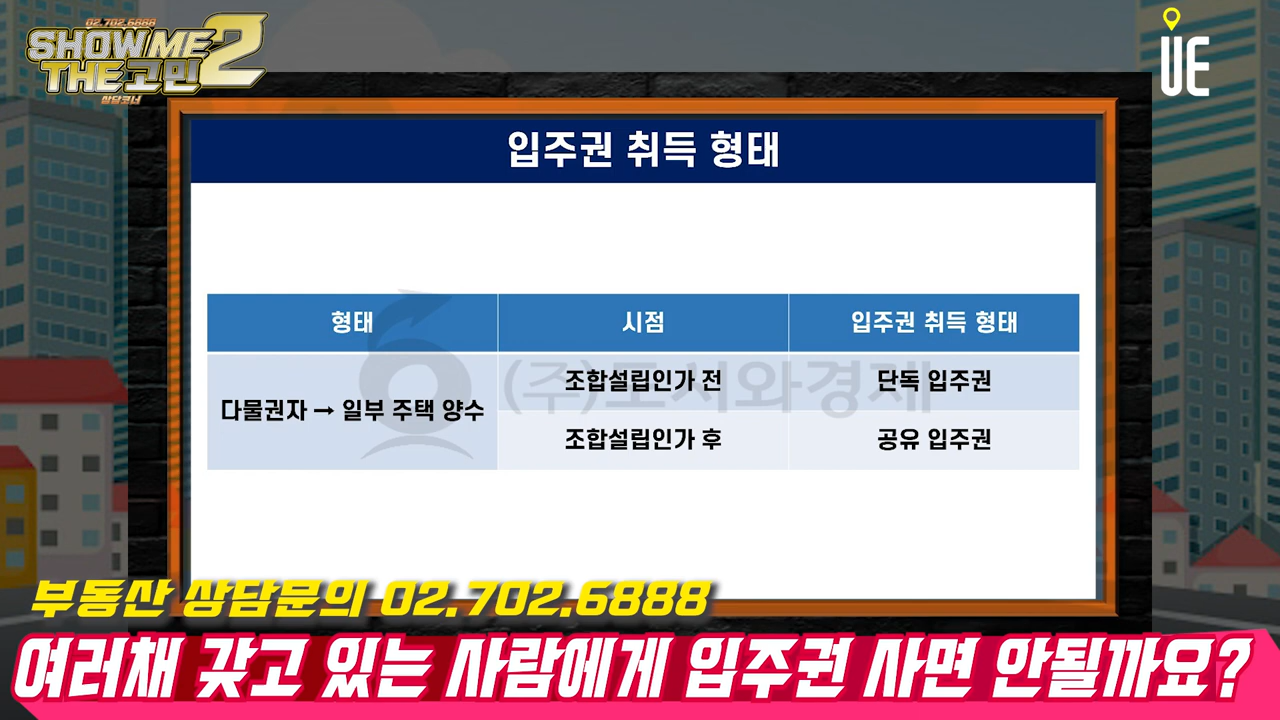 02.702.6888
SHOW ME
THE고민2
상담코너
UE
입주권 취득 형태
형태 시점 입주권 취득 형태
다물권자 → 일부 주택 양수
조합설립인가 전 단독 입주권
조합설립인가 후 공유 입주권
(주)도시와경제
부동산 상담문의 02.702.6888
여러채 갖고 있는 사람에게 입주권 사면 안될까요?